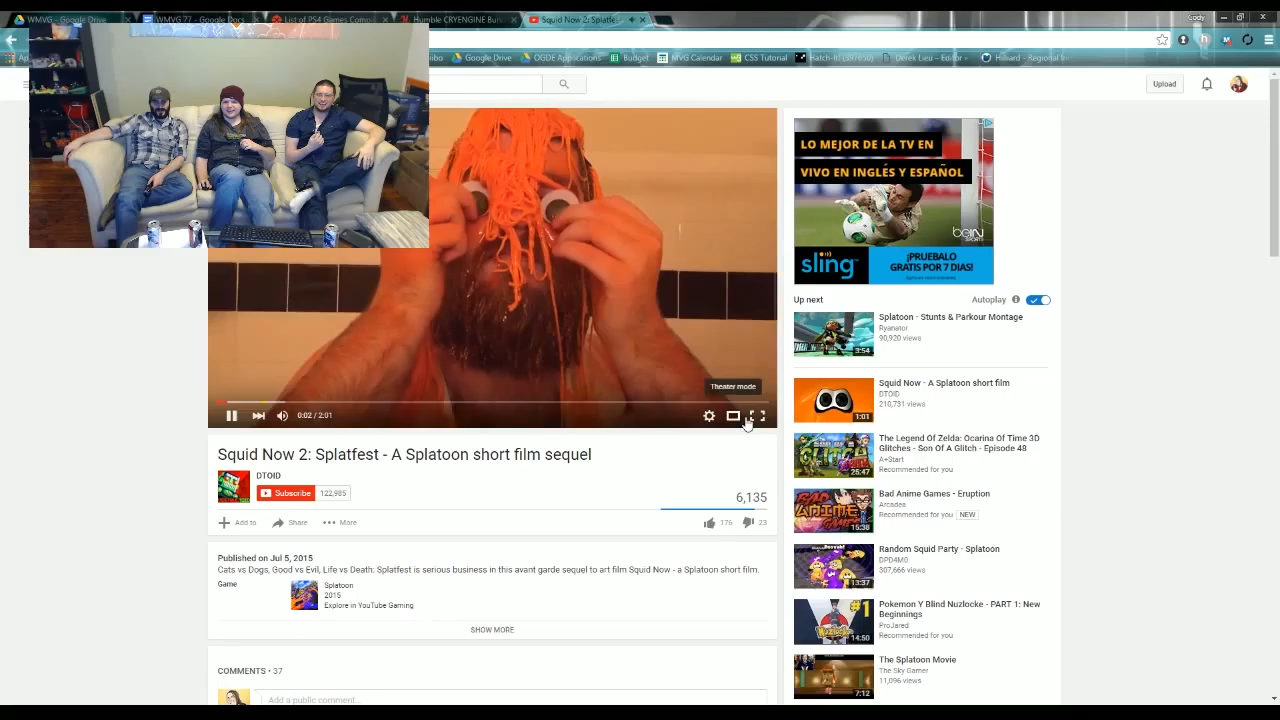 WMVG - Google Drive
WMVG 77 - Google Docs
List of PS4 Games Com
Humble CRYENGINE Bun
Squid Now 2: Splatfe
Cody
Google Drive
OGDE Applications
Budget
MVG Calendar
CSS Tutorial
Derek Lieu - Editor
Hilliard - Regional
Upload
LO MEJOR DE LA TV EN
VIVO EN INGLÉS Y ESPAÑOL
beIN
SPORTS
sling
¡PRUEBALO
GRATIS POR 7 DIAS!
Up next
Autoplay
Splatoon - Stunts & Parkour Montage
Ryanator
90,920 views
3:54
Theater mode
0:02 / 2:01
Squid Now - A Splatoon short film
DTOID
210,731 views
1:01
Squid Now 2: Splatfest - A Splatoon short film sequel
DTOID
Subscribe
122,985
6,135
Add to
Share
More
176
23
The Legend Of Zelda: Ocarina Of Time 3D
Glitches - Son Of A Glitch - Episode 48
A+Start
Recommended for you
25:47
Bad Anime Games - Eruption
Arcadea
Recommended for you NEW
15:38
Published on Jul 5, 2015
Cats vs Dogs, Good vs Evil, Life vs Death: Splatfest is serious business in this avant garde sequel to art film Squid Now - a Splatoon short film.
Game
Splatoon
2015
Explore in YouTube Gaming
SHOW MORE
Random Squid Party - Splatoon
DPD4M0
307,666 views
13:37
Pokemon Y Blind Nuzlocke - PART 1: New
Beginnings
ProJared
Recommended for you
#1
14:50
The Splatoon Movie
The Sky Gamer
11,096 views
7:12
COMMENTS • 37
Add a public comment...